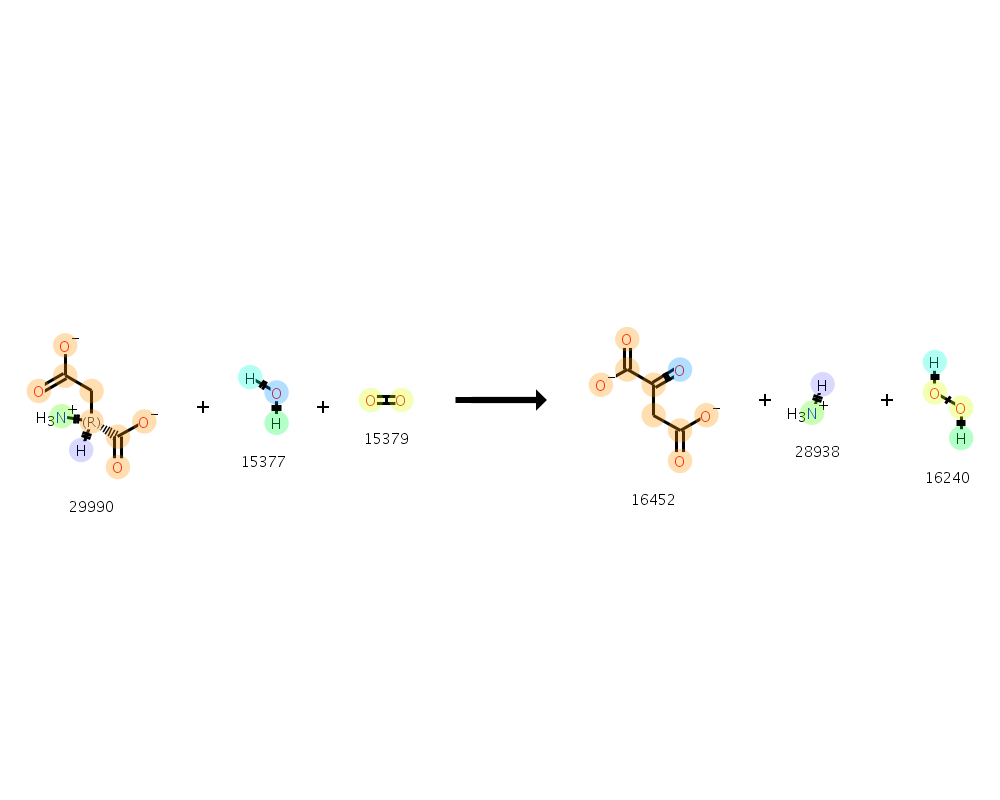 O−
O
H3N+ (R) O−
H
O
29990
+
H
O
H
15377
+
O O
15379
O
O− O
O−
O
16452
+
H
H3N+
28938
+
H
O
O
H
16240